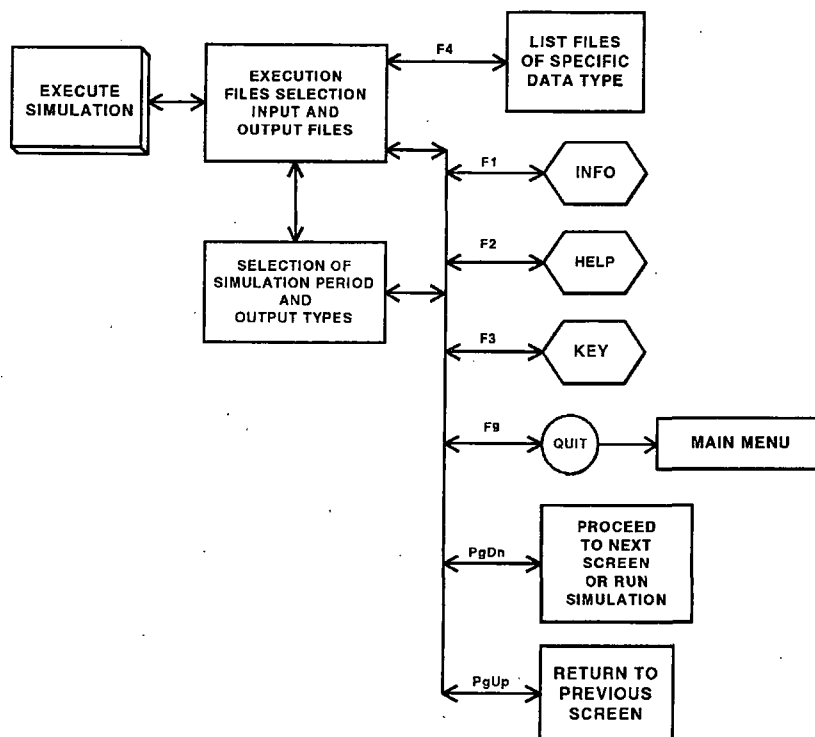 EXECUTE
SIMULATION
EXECUTION
FILES SELECTION
INPUT AND
OUTPUT FILES
F4
LIST FILES
OF SPECIFIC
DATA TYPE
F1
INFO
SELECTION OF
SIMULATION PERIOD
AND
OUTPUT TYPES
F2
HELP
F3
KEY
F9
QUIT
MAIN MENU
PgDn
PROCEED
TO NEXT
SCREEN
OR RUN
SIMULATION
PgUp
RETURN TO
PREVIOUS
SCREEN